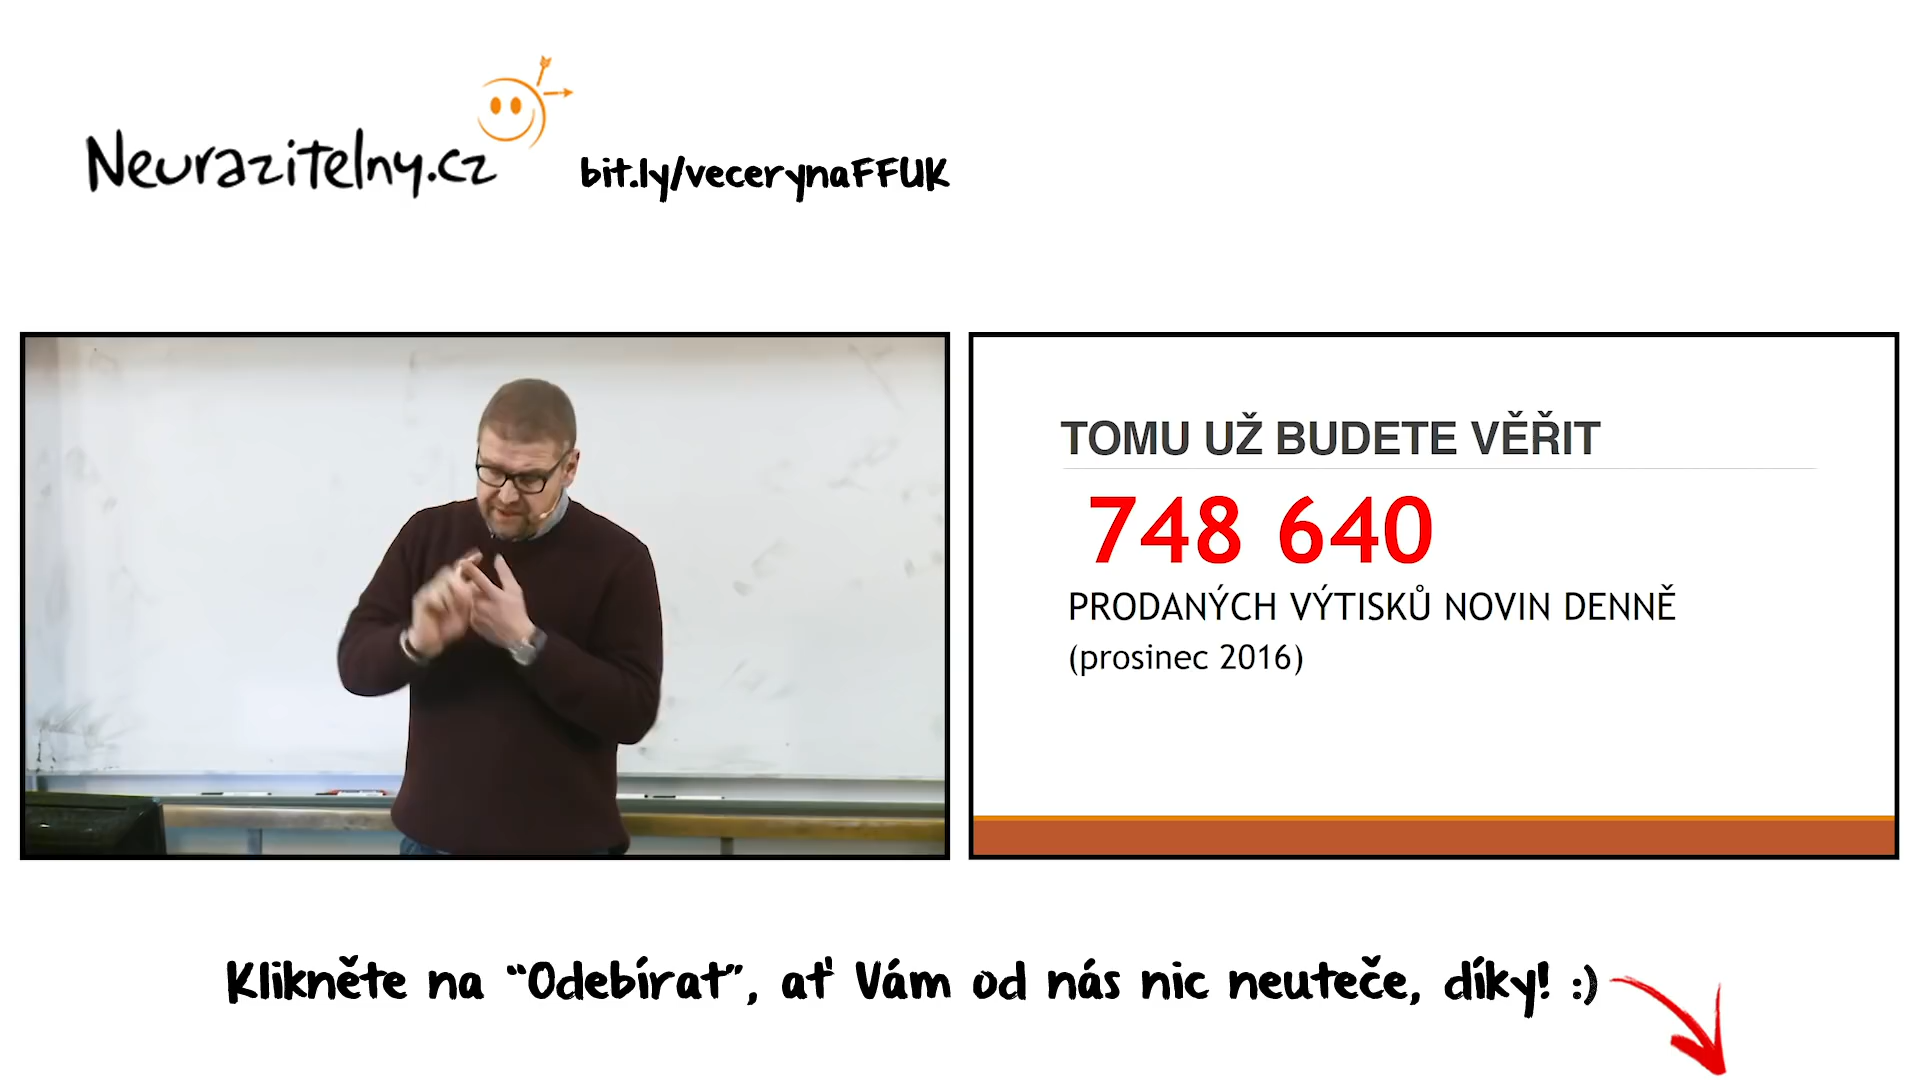 Neurazitelny.cz
bit.ly/vecerynaFFUK
TOMU UŽ BUDETE VĚŘIT
748 640
PRODANÝCH VÝTISKŮ NOVIN DENNĚ
(prosinec 2016)
Klikněte na “Odebírat”, ať Vám od nás nic neuteče, díky! :)